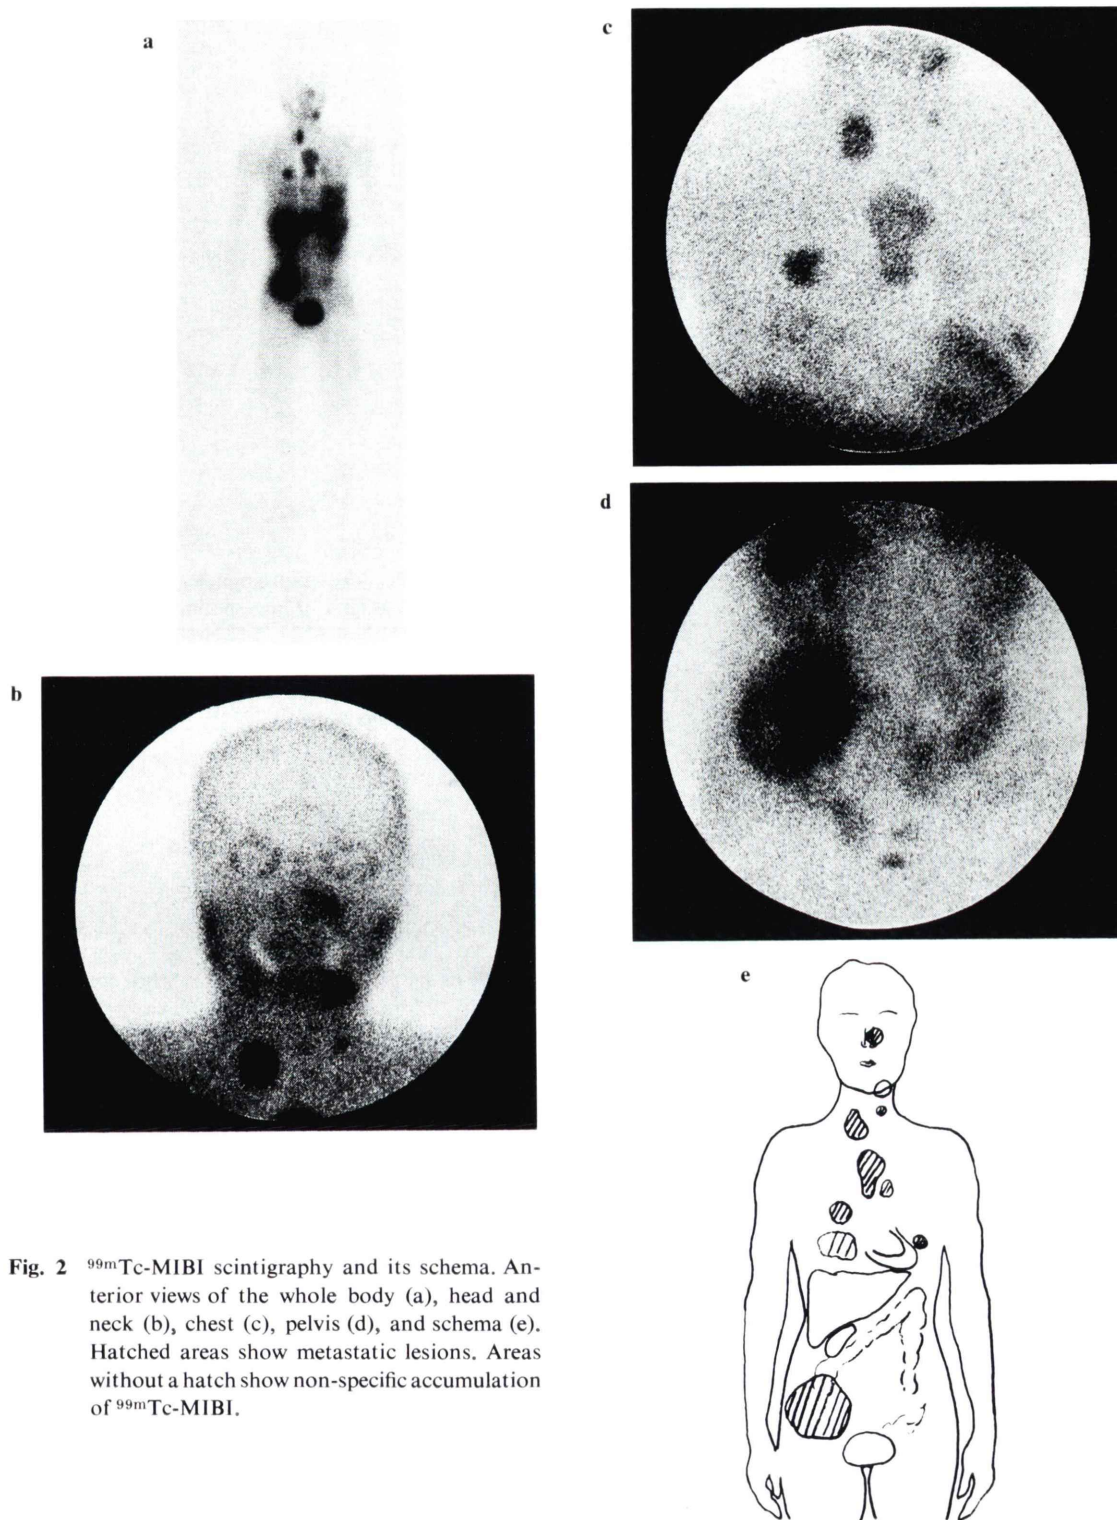 a
c
d
b
e
Fig. 2 99mTc-MIBI scintigraphy and its schema. An-
terior views of the whole body (a), head and
neck (b), chest (c), pelvis (d), and schema (e).
Hatched areas show metastatic lesions. Areas
without a hatch show non-specific accumulation
of 99mTc-MIBI.